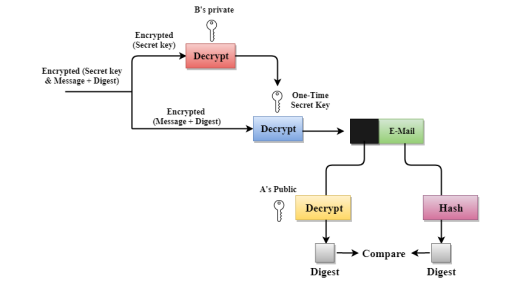 B's private
Encrypted
(Secret key)
Decrypt
Encrypted (Secret key
& Message + Digest)
One-Time
Secret Key
Encrypted
(Message + Digest)
Decrypt
E-Mail
A's Public
Decrypt
Hash
Compare
Digest
Digest